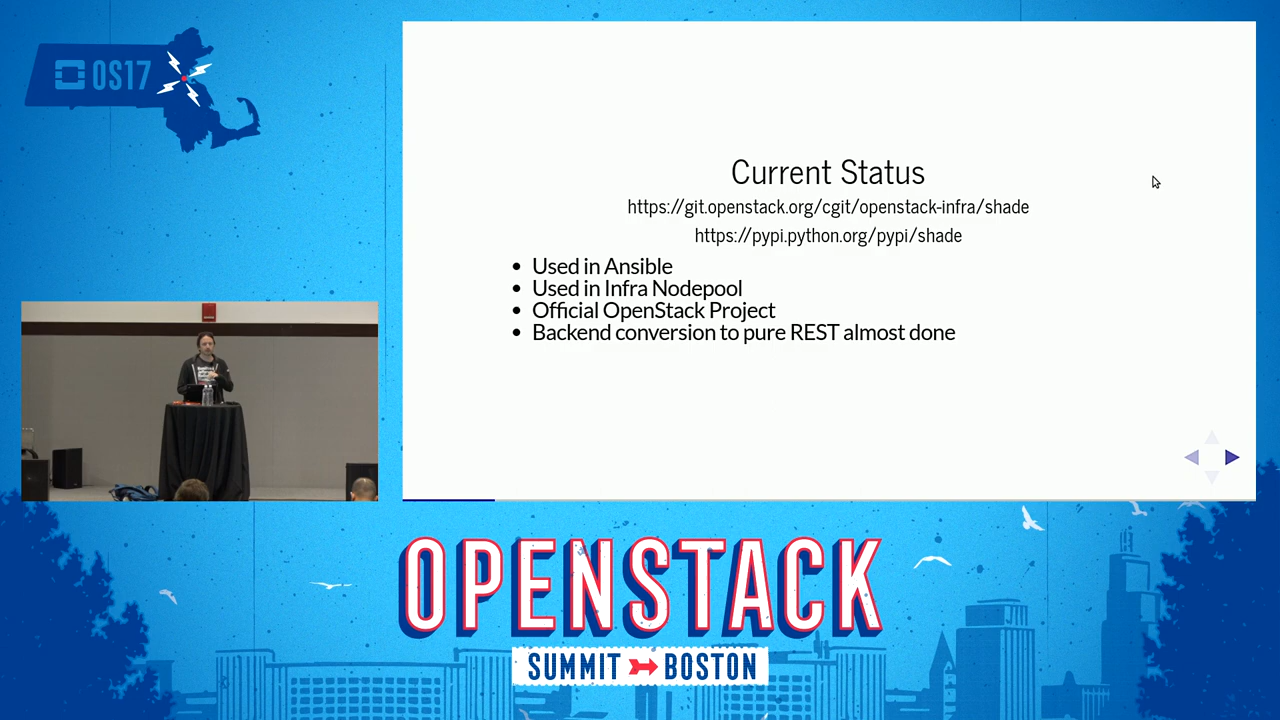 OS17
Current Status
https://git.openstack.org/cgit/openstack-infra/shade
https://pypi.python.org/pypi/shade
Used in Ansible
Used in Infra Nodepool
Official OpenStack Project
Backend conversion to pure REST almost done
OPENSTACK
SUMMIT BOSTON